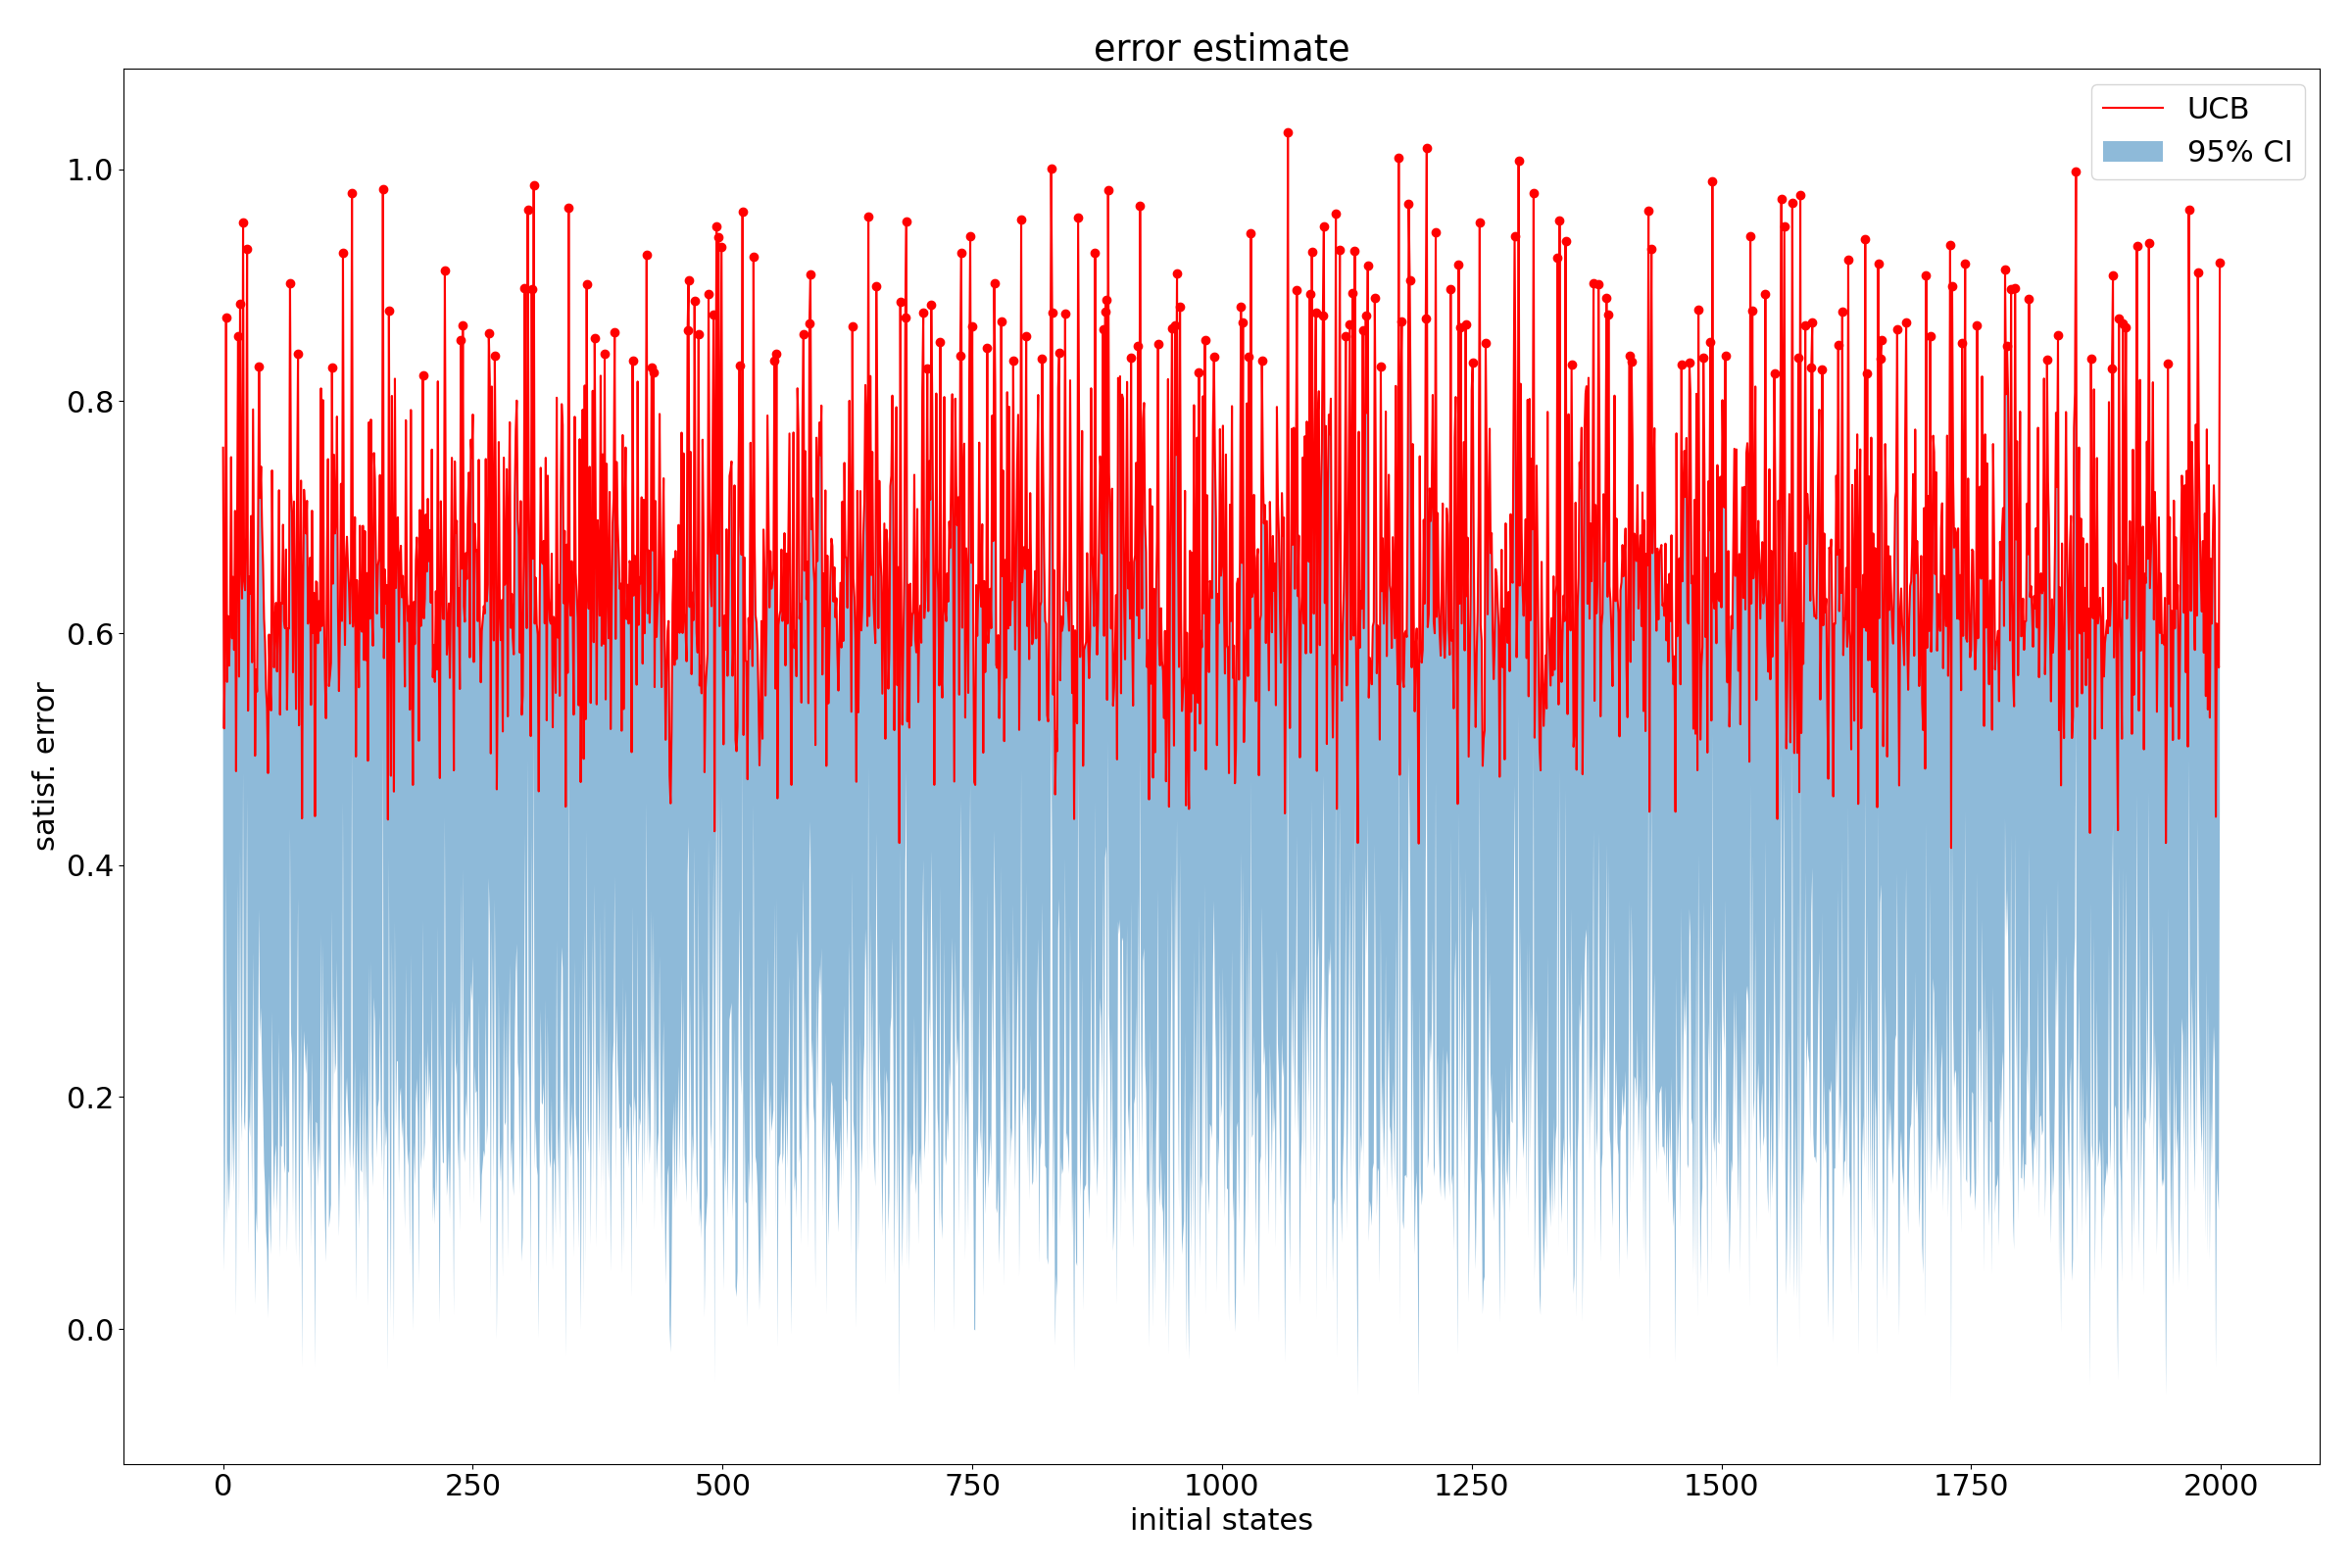 error estimate
UCB
95% CI
1.0
0.8
0.6
0.4
0.2
0.0
satisf. error
0 250 500 750 1000 1250 1500 1750 2000
initial states